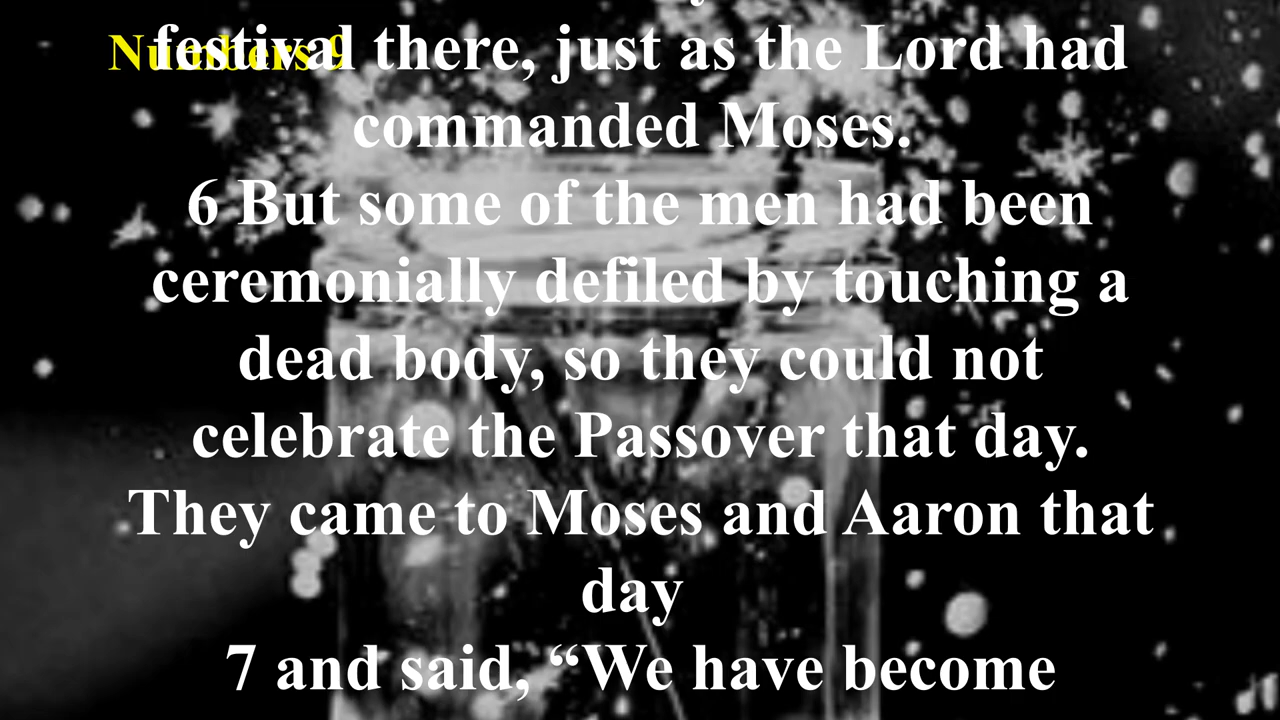 Numbers 9
festival there, just as the Lord had
commanded Moses.
6 But some of the men had been
ceremonially defiled by touching a
dead body, so they could not
celebrate the Passover that day.
They came to Moses and Aaron that
day
7 and said, “We have become